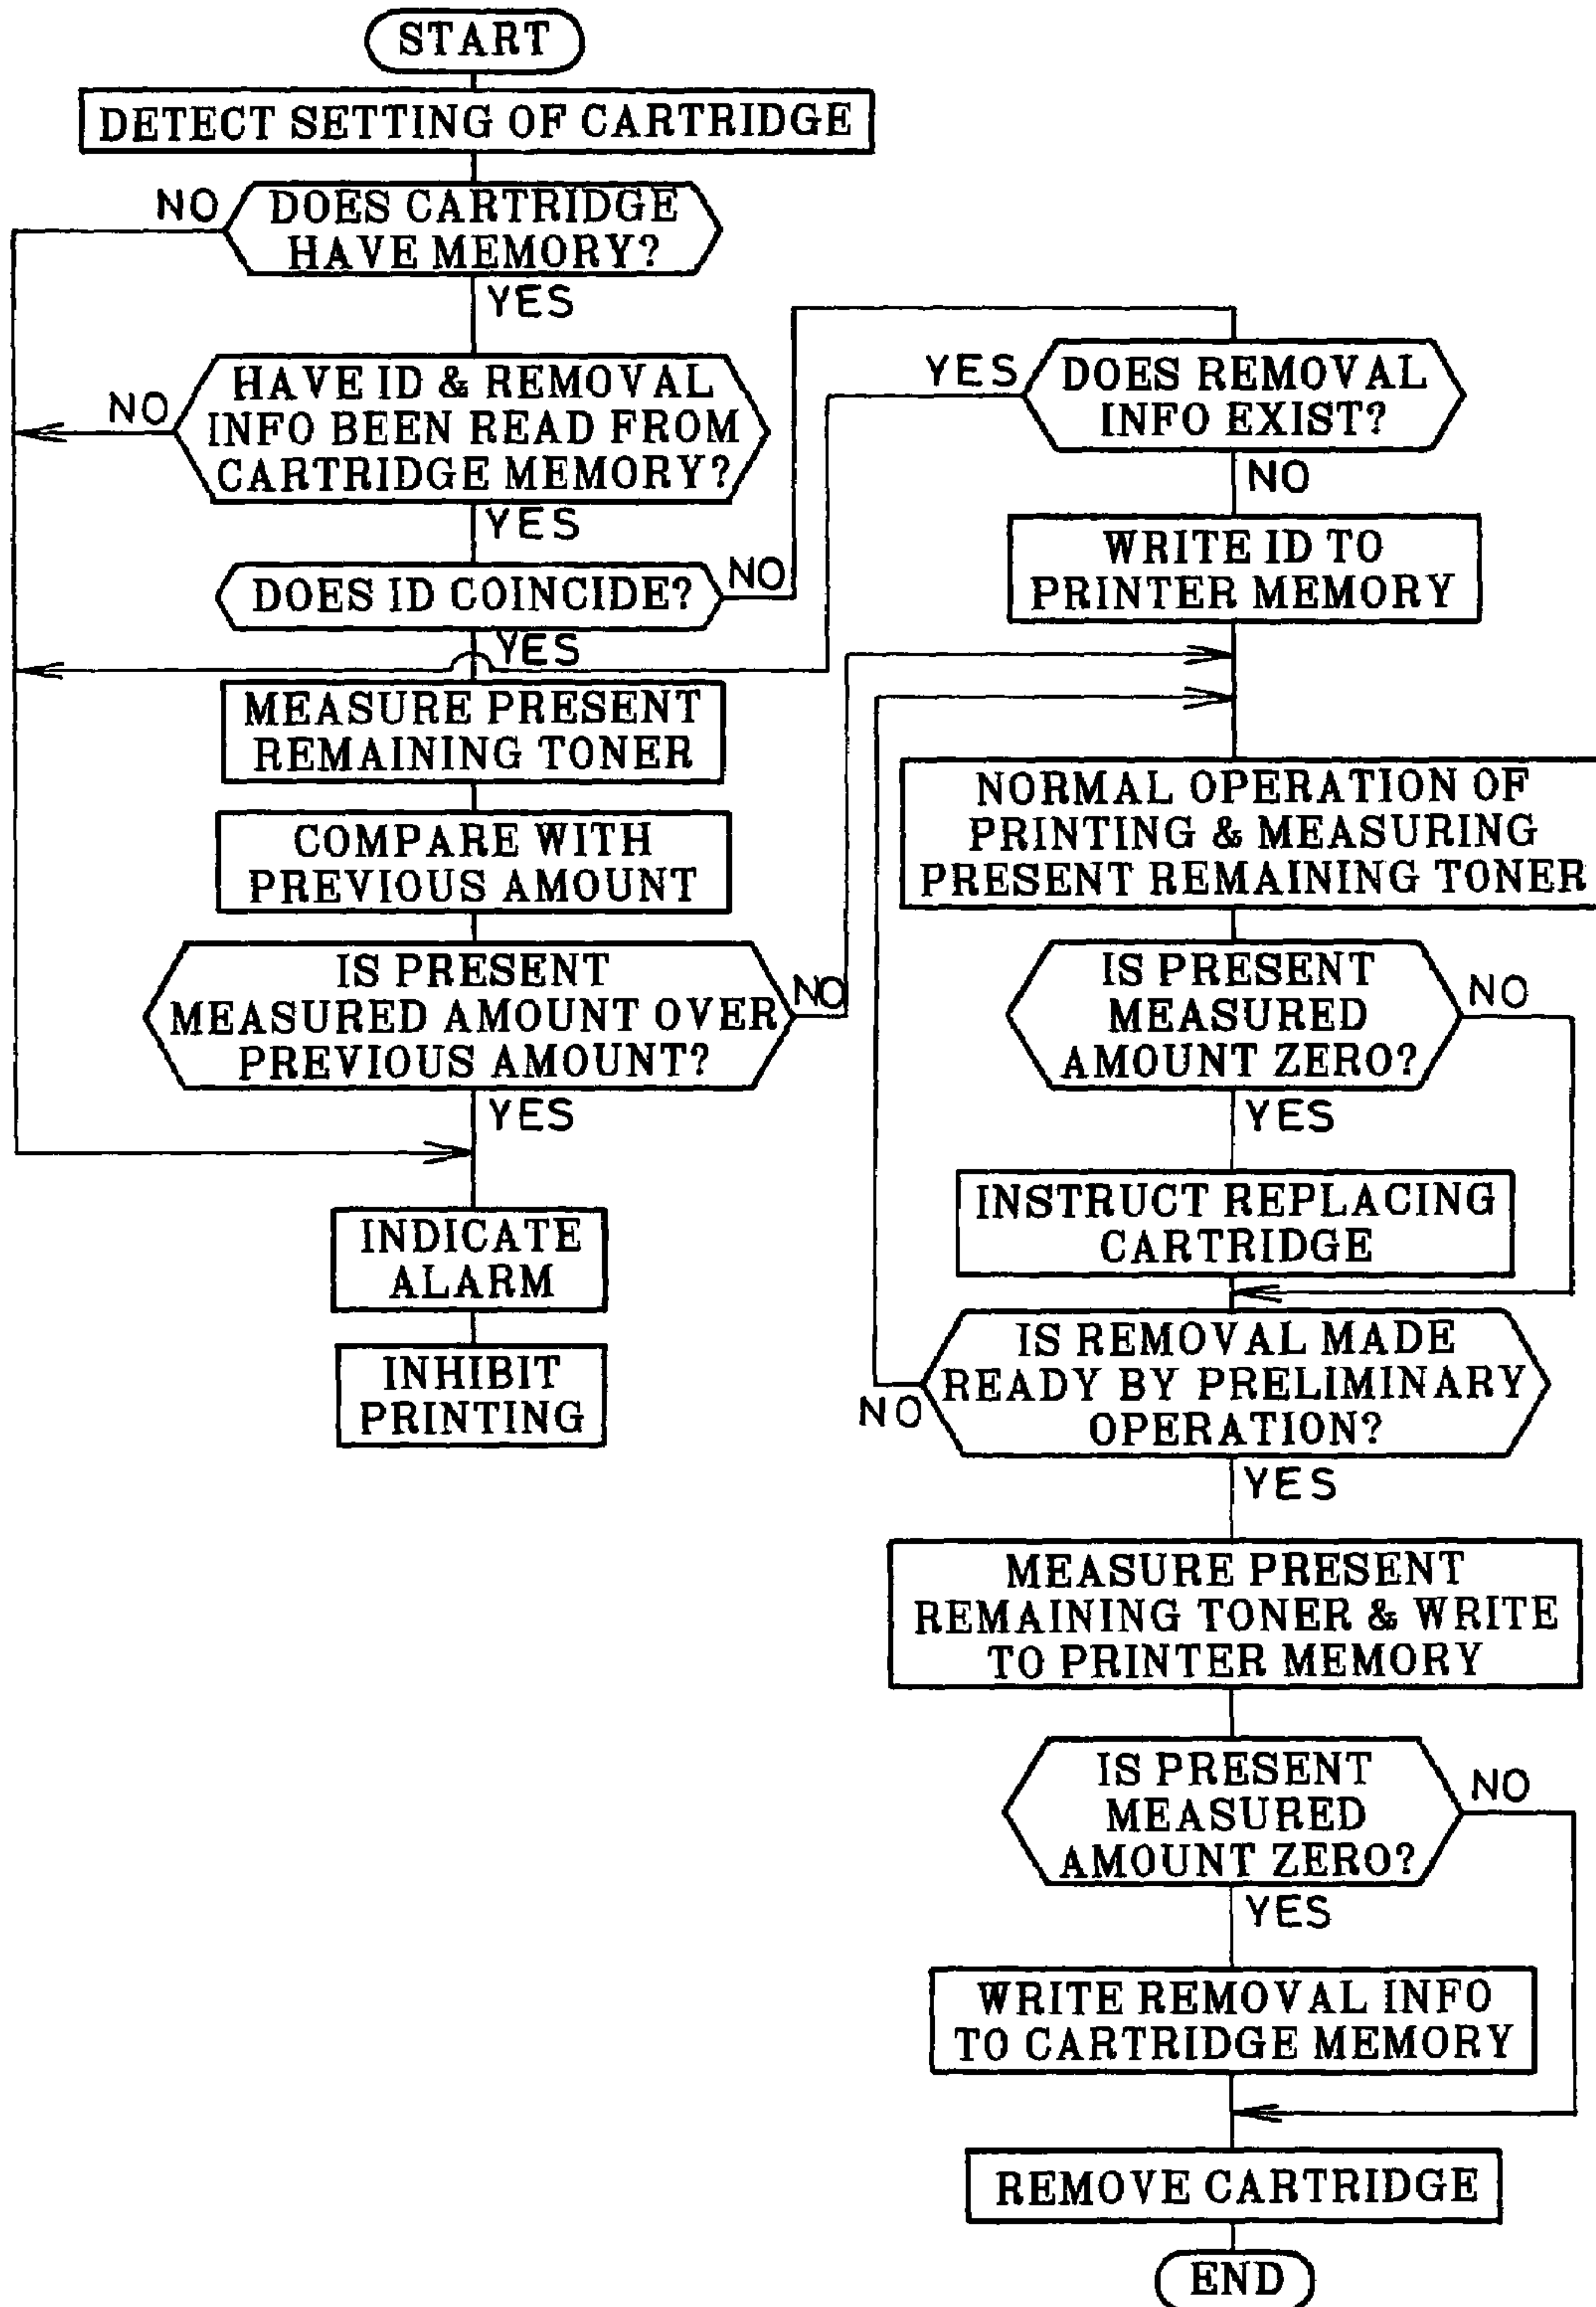 START
DETECT SETTING OF CARTRIDGE
NO
DOES CARTRIDGE
HAVE MEMORY?
YES
NO
HAVE ID & REMOVAL
INFO BEEN READ FROM
CARTRIDGE MEMORY?
YES
DOES ID COINCIDE?
NO
YES
MEASURE PRESENT
REMAINING TONER
COMPARE WITH
PREVIOUS AMOUNT
IS PRESENT
MEASURED AMOUNT OVER
PREVIOUS AMOUNT?
NO
YES
INDICATE
ALARM
INHIBIT
PRINTING
YES
DOES REMOVAL
INFO EXIST?
NO
WRITE ID TO
PRINTER MEMORY
NORMAL OPERATION OF
PRINTING & MEASURING
PRESENT REMAINING TONER
IS PRESENT
MEASURED
AMOUNT ZERO?
NO
YES
INSTRUCT REPLACING
CARTRIDGE
IS REMOVAL MADE
READY BY PRELIMINARY
OPERATION?
NO
YES
MEASURE PRESENT
REMAINING TONER & WRITE
TO PRINTER MEMORY
IS PRESENT
MEASURED
AMOUNT ZERO?
NO
YES
WRITE REMOVAL INFO
TO CARTRIDGE MEMORY
REMOVE CARTRIDGE
END